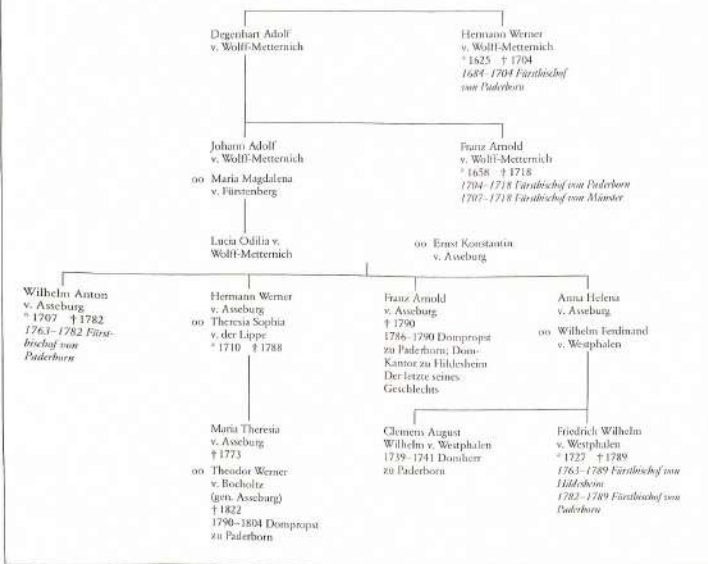 Degenhart Adolf
v. Wolff-Metternich
Hermann Werner
v. Wolff-Metternich
* 1625 † 1704
1684–1704 Fürstbischof
von Paderborn
Johann Adolf
v. Wolff-Metternich
oo Maria Magdalena
v. Fürstenberg
Franz Arnold
v. Wolff-Metternich
* 1658 † 1718
1704–1718 Fürstbischof von Paderborn
1707–1718 Fürstbischof von Münster
Lucia Odilia v.
Wolff-Metternich
oo Ernst Konstantin
v. Asseburg
Wilhelm Anton
v. Asseburg
* 1707 † 1782
1763–1782 Fürst-
bischof von
Paderborn
Hermann Werner
v. Asseburg
oo Theresia Sophia
v. der Lippe
* 1710 † 1788
Franz Arnold
v. Asseburg
† 1790
1786–1790 Dompropst
zu Paderborn; Dom-
Kantor zu Hildesheim
Der letzte seines
Geschlechts
Anna Helena
v. Asseburg
oo Wilhelm Ferdinand
v. Westphalen
Maria Theresia
v. Asseburg
† 1773
oo Theodor Werner
v. Bocholtz
(gen. Asseburg)
† 1822
1790–1804 Dompropst
zu Paderborn
Clemens August
Wilhelm v. Westphalen
1739–1741 Domherr
zu Paderborn
Friedrich Wilhelm
v. Westphalen
* 1727 † 1789
1763–1789 Fürstbischof von
Hildesheim
1782–1789 Fürstbischof von
Paderborn